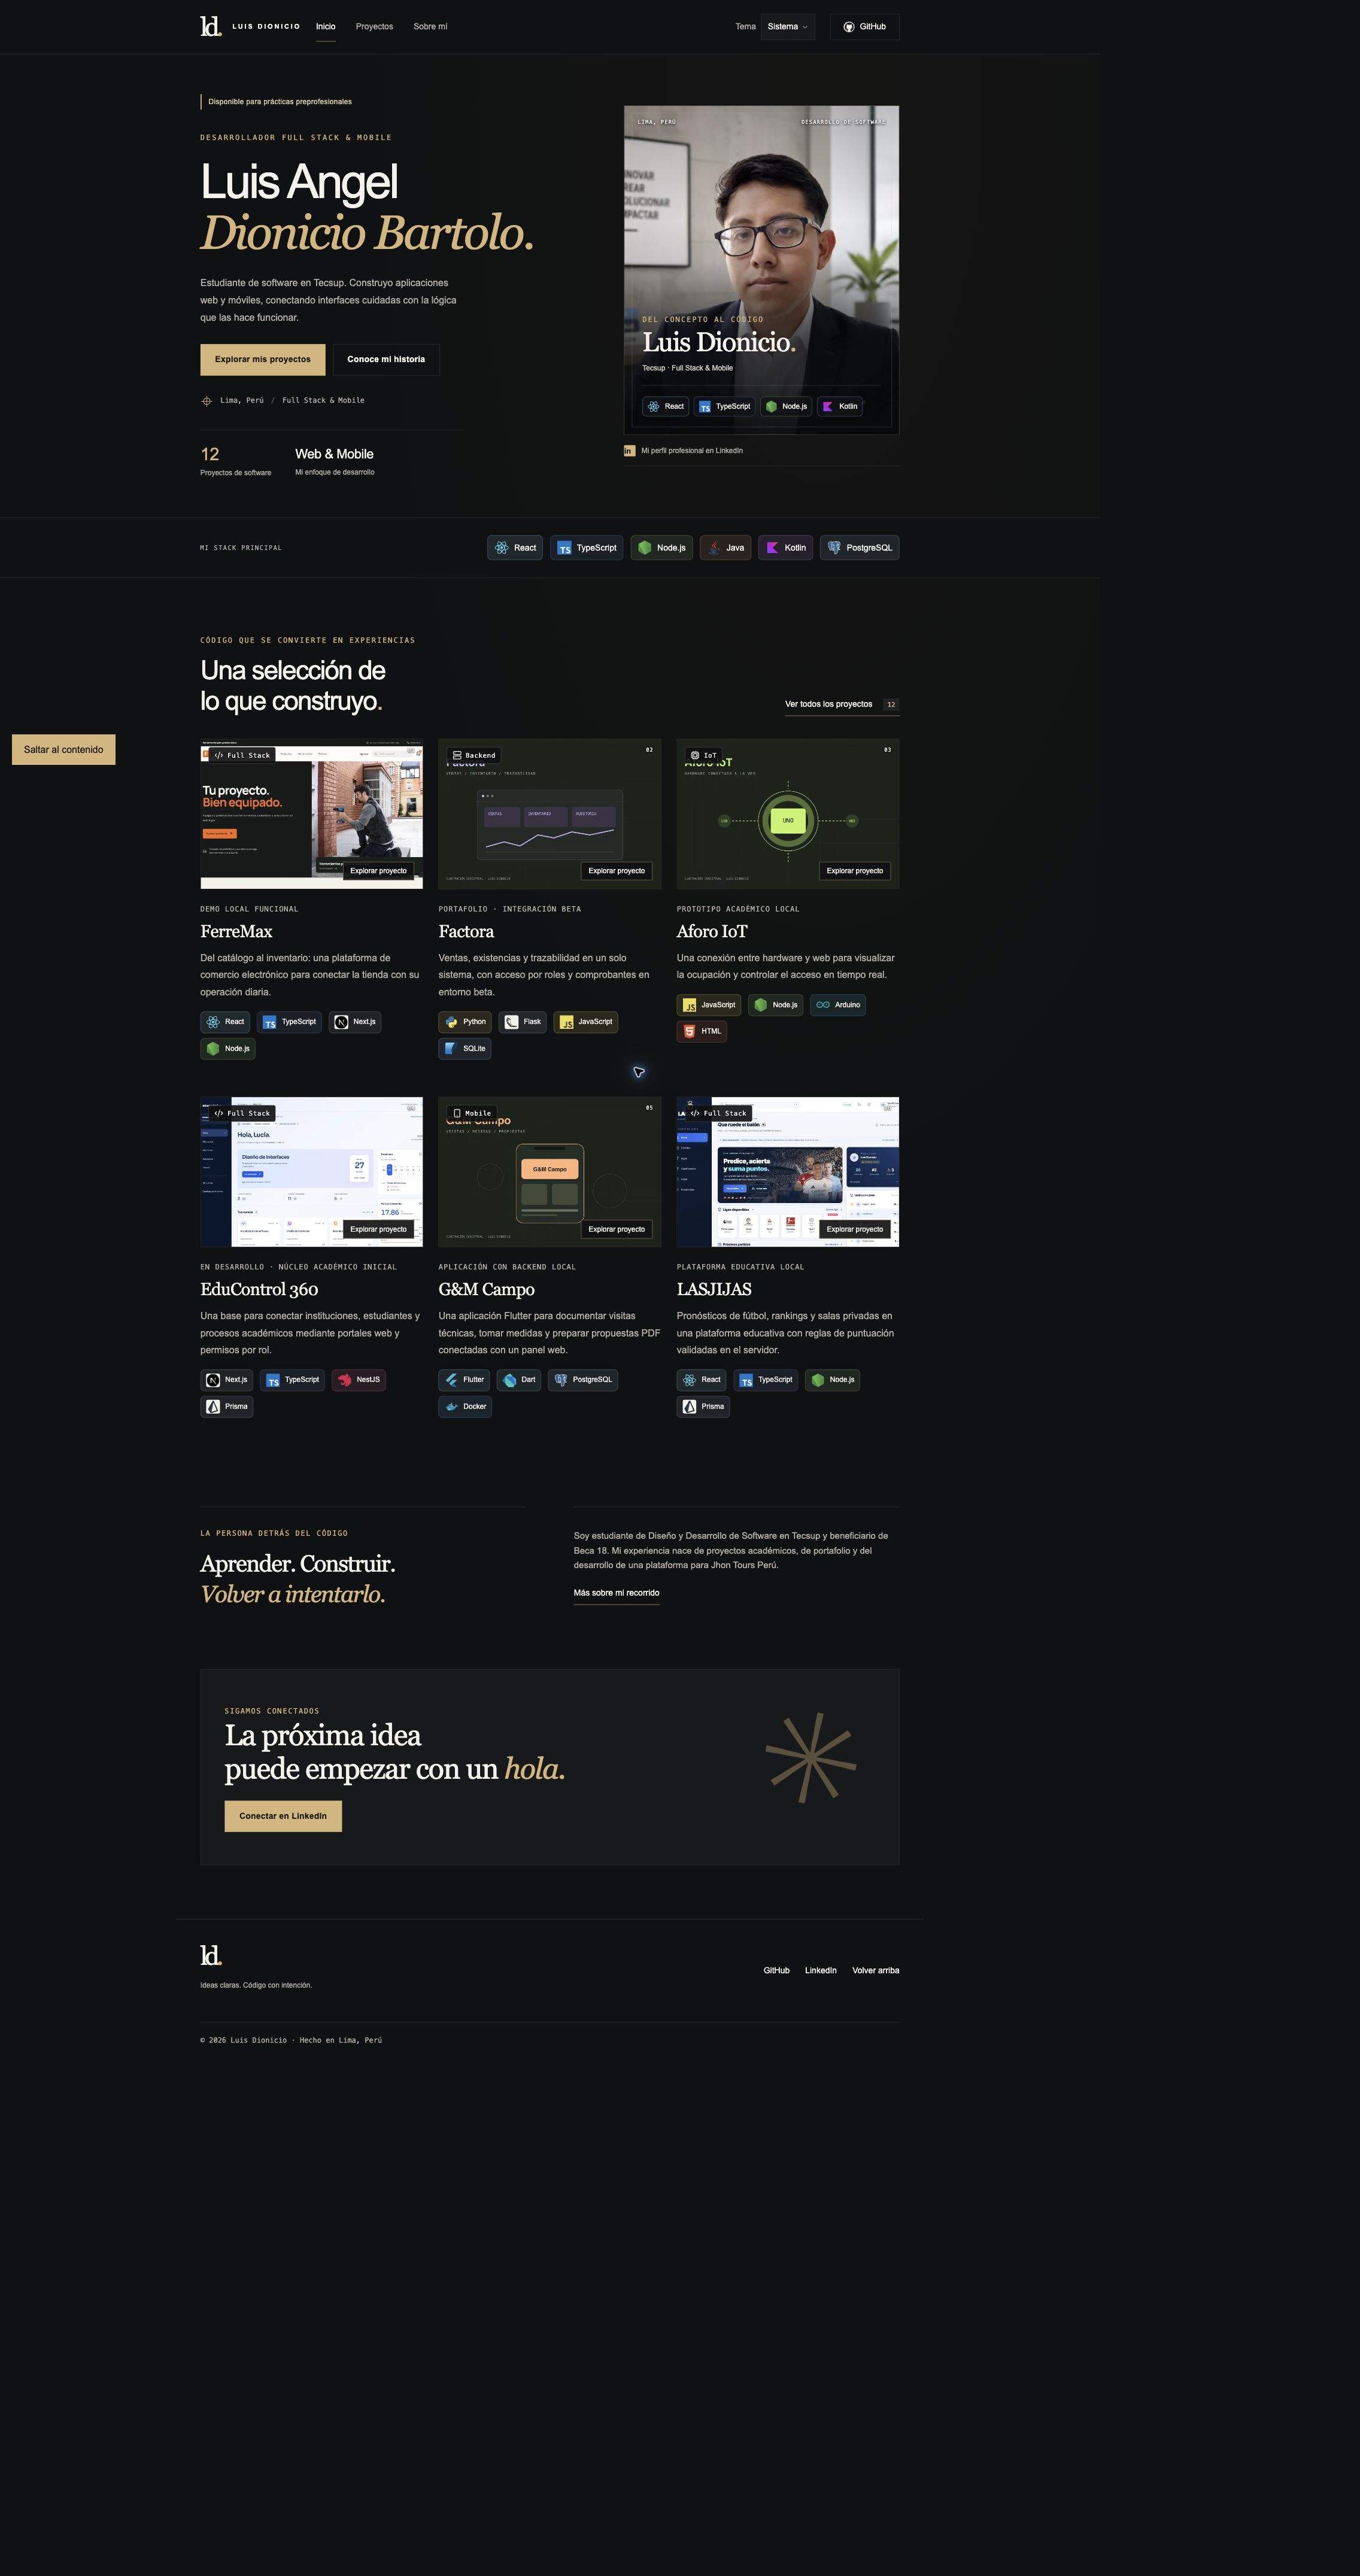 ld.
LUIS DIONICIO
Inicio
Proyectos
Sobre mí
Tema
Sistema
GitHub
Disponible para prácticas preprofesionales
DESARROLLADOR FULL STACK & MOBILE
Luis Angel
Dionicio Bartolo.
Estudiante de software en Tecsup. Construyo aplicaciones
web y móviles, conectando interfaces cuidadas con la lógica
que las hace funcionar.
Explorar mis proyectos
Conoce mi historia
Lima, Perú / Full Stack & Mobile
12
Proyectos de software
Web & Mobile
Mi enfoque de desarrollo
LIMA, PERÚ
DESARROLLO DE SOFTWARE
DEL CONCEPTO AL CÓDIGO
Luis Dionicio.
Tecsup · Full Stack & Mobile
React
TypeScript
Node.js
Kotlin
Mi perfil profesional en LinkedIn
MI STACK PRINCIPAL
React
TypeScript
Node.js
Java
Kotlin
PostgreSQL
CÓDIGO QUE SE CONVIERTE EN EXPERIENCIAS
Una selección de
lo que construyo.
Ver todos los proyectos 12
Saltar al contenido
Full Stack
Tu proyecto.
Bien equipado.
Explorar proyecto
DEMO LOCAL FUNCIONAL
FerreMax
Del catálogo al inventario: una plataforma de
comercio electrónico para conectar la tienda con su
operación diaria.
React
TypeScript
Next.js
Node.js
Backend
02
VENTAS / INVENTARIO / TRAZABILIDAD
VENTAS
INVENTARIO
AUDITORIA
Explorar proyecto
PORTAFOLIO · INTEGRACIÓN BETA
Factora
Ventas, existencias y trazabilidad en un solo
sistema, con acceso por roles y comprobantes en
entorno beta.
Python
Flask
JavaScript
SQLite
IoT
03
HARDWARE CONECTADO A LA WEB
UNO
Explorar proyecto
PROTOTIPO ACADÉMICO LOCAL
Aforo IoT
Una conexión entre hardware y web para visualizar
la ocupación y controlar el acceso en tiempo real.
JavaScript
Node.js
Arduino
HTML
Full Stack
Hola, Lucía.
Diseño de Interfaces
27
17.86
Explorar proyecto
EN DESARROLLO · NÚCLEO ACADÉMICO INICIAL
EduControl 360
Una base para conectar instituciones, estudiantes y
procesos académicos mediante portales web y
permisos por rol.
Next.js
TypeScript
NestJS
Prisma
Mobile
05
G&M Campo
VISITAS / MEDIDAS / PROPUESTAS
G&M Campo
Explorar proyecto
APLICACIÓN CON BACKEND LOCAL
G&M Campo
Una aplicación Flutter para documentar visitas
técnicas, tomar medidas y preparar propuestas PDF
conectadas con un panel web.
Flutter
Dart
PostgreSQL
Docker
Full Stack
Que ruede el balón
Predice, acierta
y suma puntos.
Explorar proyecto
PLATAFORMA EDUCATIVA LOCAL
LASJIJAS
Pronósticos de fútbol, rankings y salas privadas en
una plataforma educativa con reglas de puntuación
validadas en el servidor.
React
TypeScript
Node.js
Prisma
LA PERSONA DETRÁS DEL CÓDIGO
Aprender. Construir.
Volver a intentarlo.
Soy estudiante de Diseño y Desarrollo de Software en Tecsup y beneficiario de
Beca 18. Mi experiencia nace de proyectos académicos, de portafolio y del
desarrollo de una plataforma para Jhon Tours Perú.
Más sobre mi recorrido
SIGAMOS CONECTADOS
La próxima idea
puede empezar con un hola.
Conectar en LinkedIn
ld.
Ideas claras. Código con intención.
GitHub
LinkedIn
Volver arriba
© 2026 Luis Dionicio · Hecho en Lima, Perú